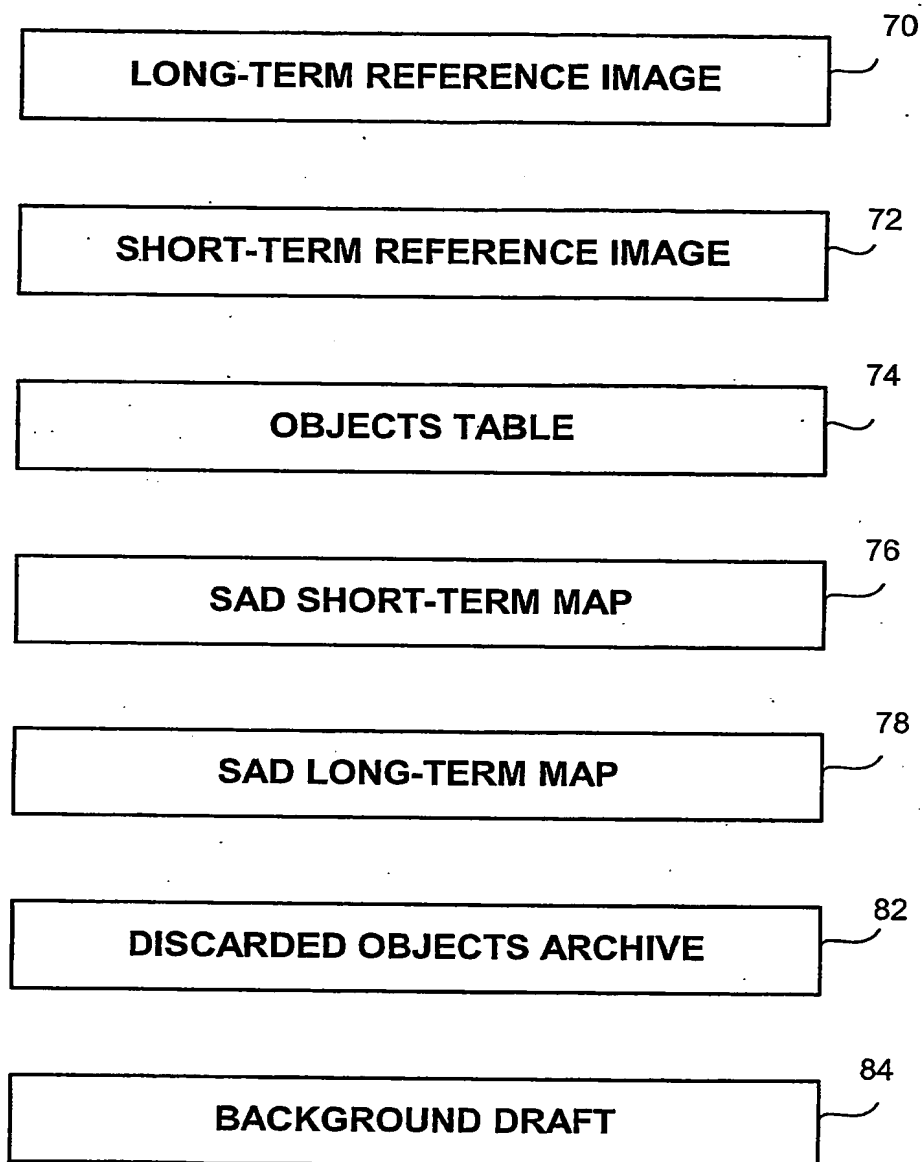 70
LONG-TERM REFERENCE IMAGE
72
SHORT-TERM REFERENCE IMAGE
74
OBJECTS TABLE
76
SAD SHORT-TERM MAP
78
SAD LONG-TERM MAP
82
DISCARDED OBJECTS ARCHIVE
84
BACKGROUND DRAFT